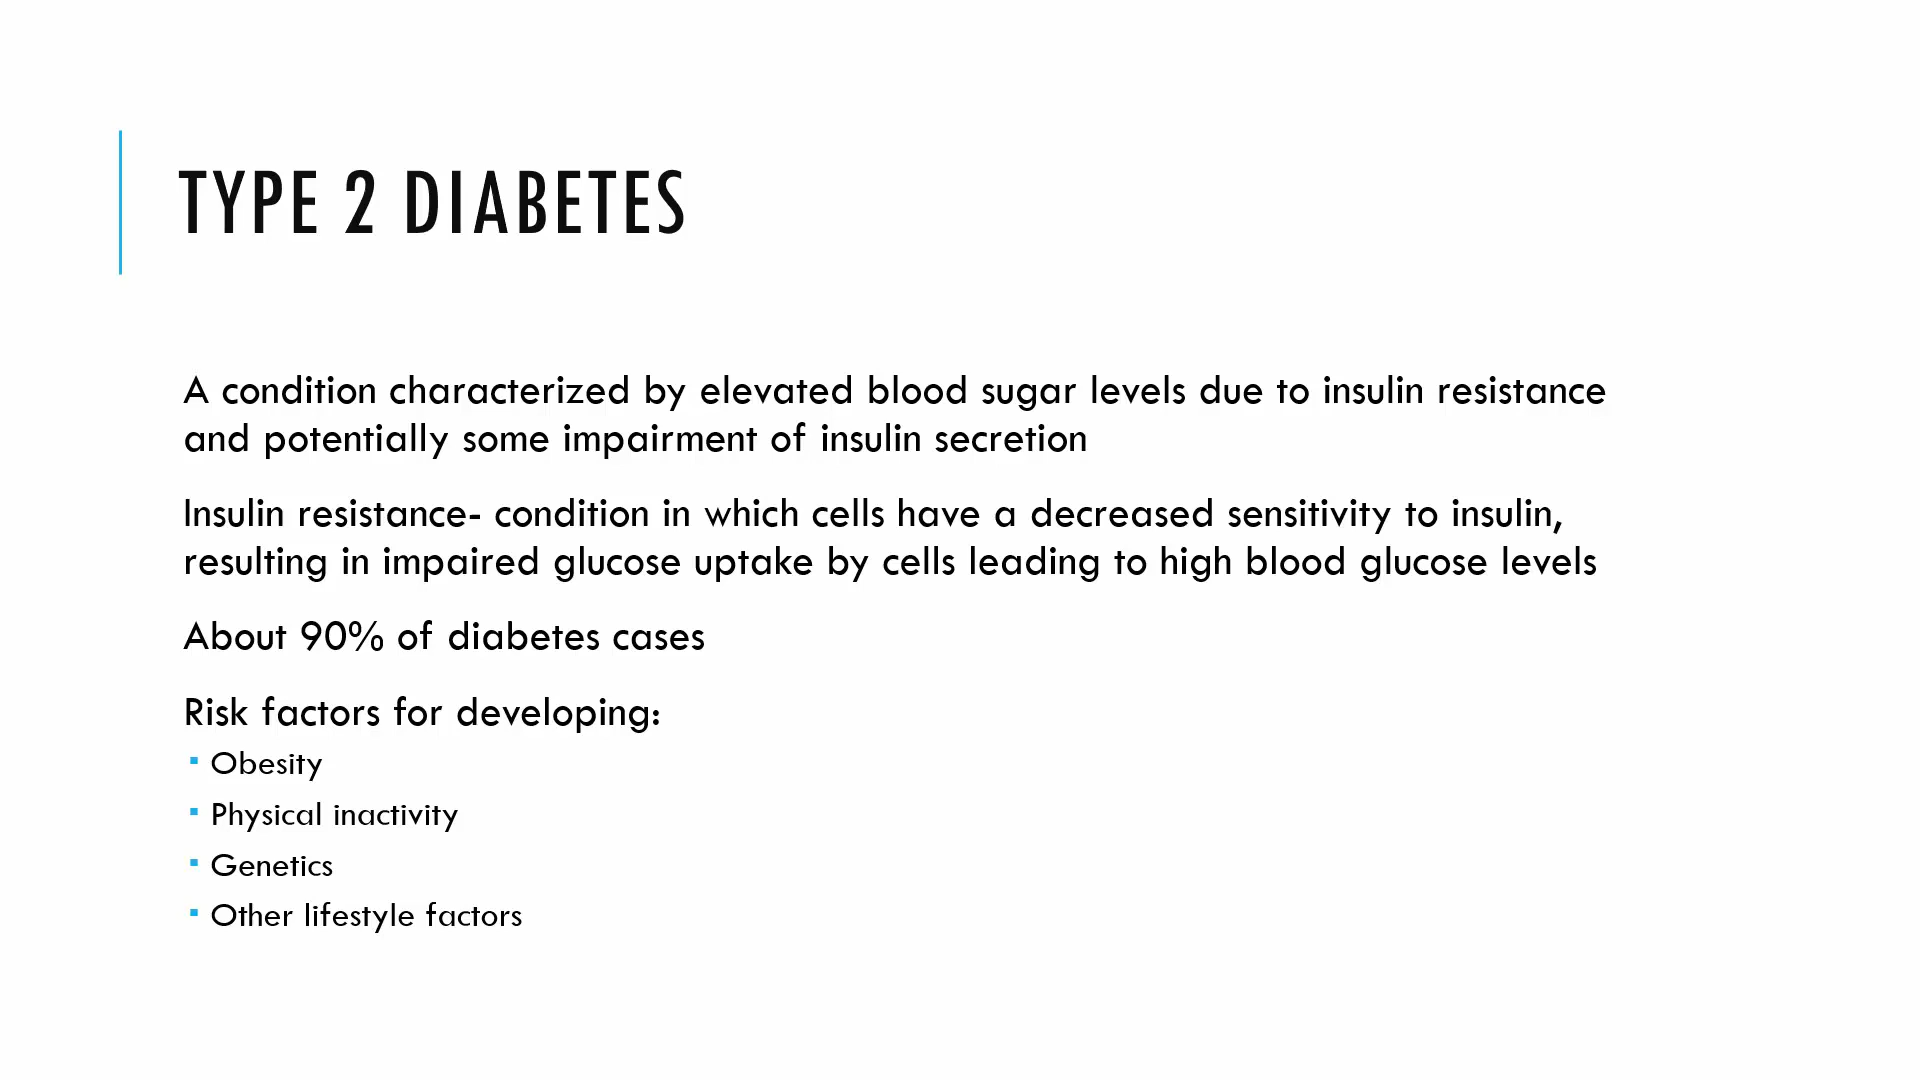 TYPE 2 DIABETES
A condition characterized by elevated blood sugar levels due to insulin resistance
and potentially some impairment of insulin secretion
Insulin resistance- condition in which cells have a decreased sensitivity to insulin,
resulting in impaired glucose uptake by cells leading to high blood glucose levels
About 90% of diabetes cases
Risk factors for developing:
▪ Obesity
▪ Physical inactivity
▪ Genetics
▪ Other lifestyle factors